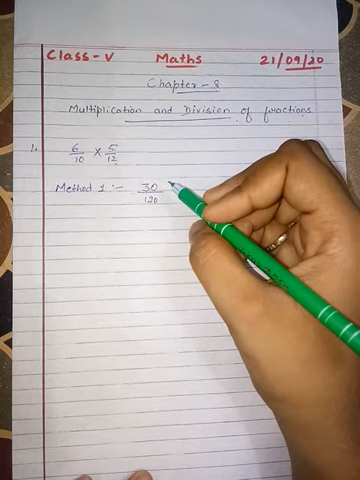 Class-V Maths 21/09/20
Chapter-8
Multiplication and Division of fractions
1. 6/10 × 5/12
Method 1 :- 30/120